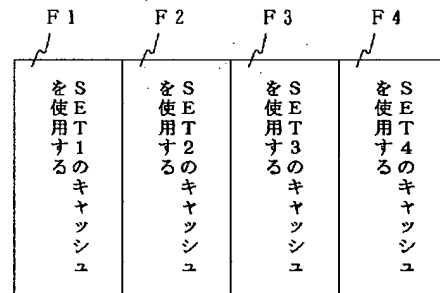 F1 F2 F3 F4
SET1のキャッシュ
を使用する
SET2のキャッシュ
を使用する
SET3のキャッシュ
を使用する
SET4のキャッシュ
を使用する